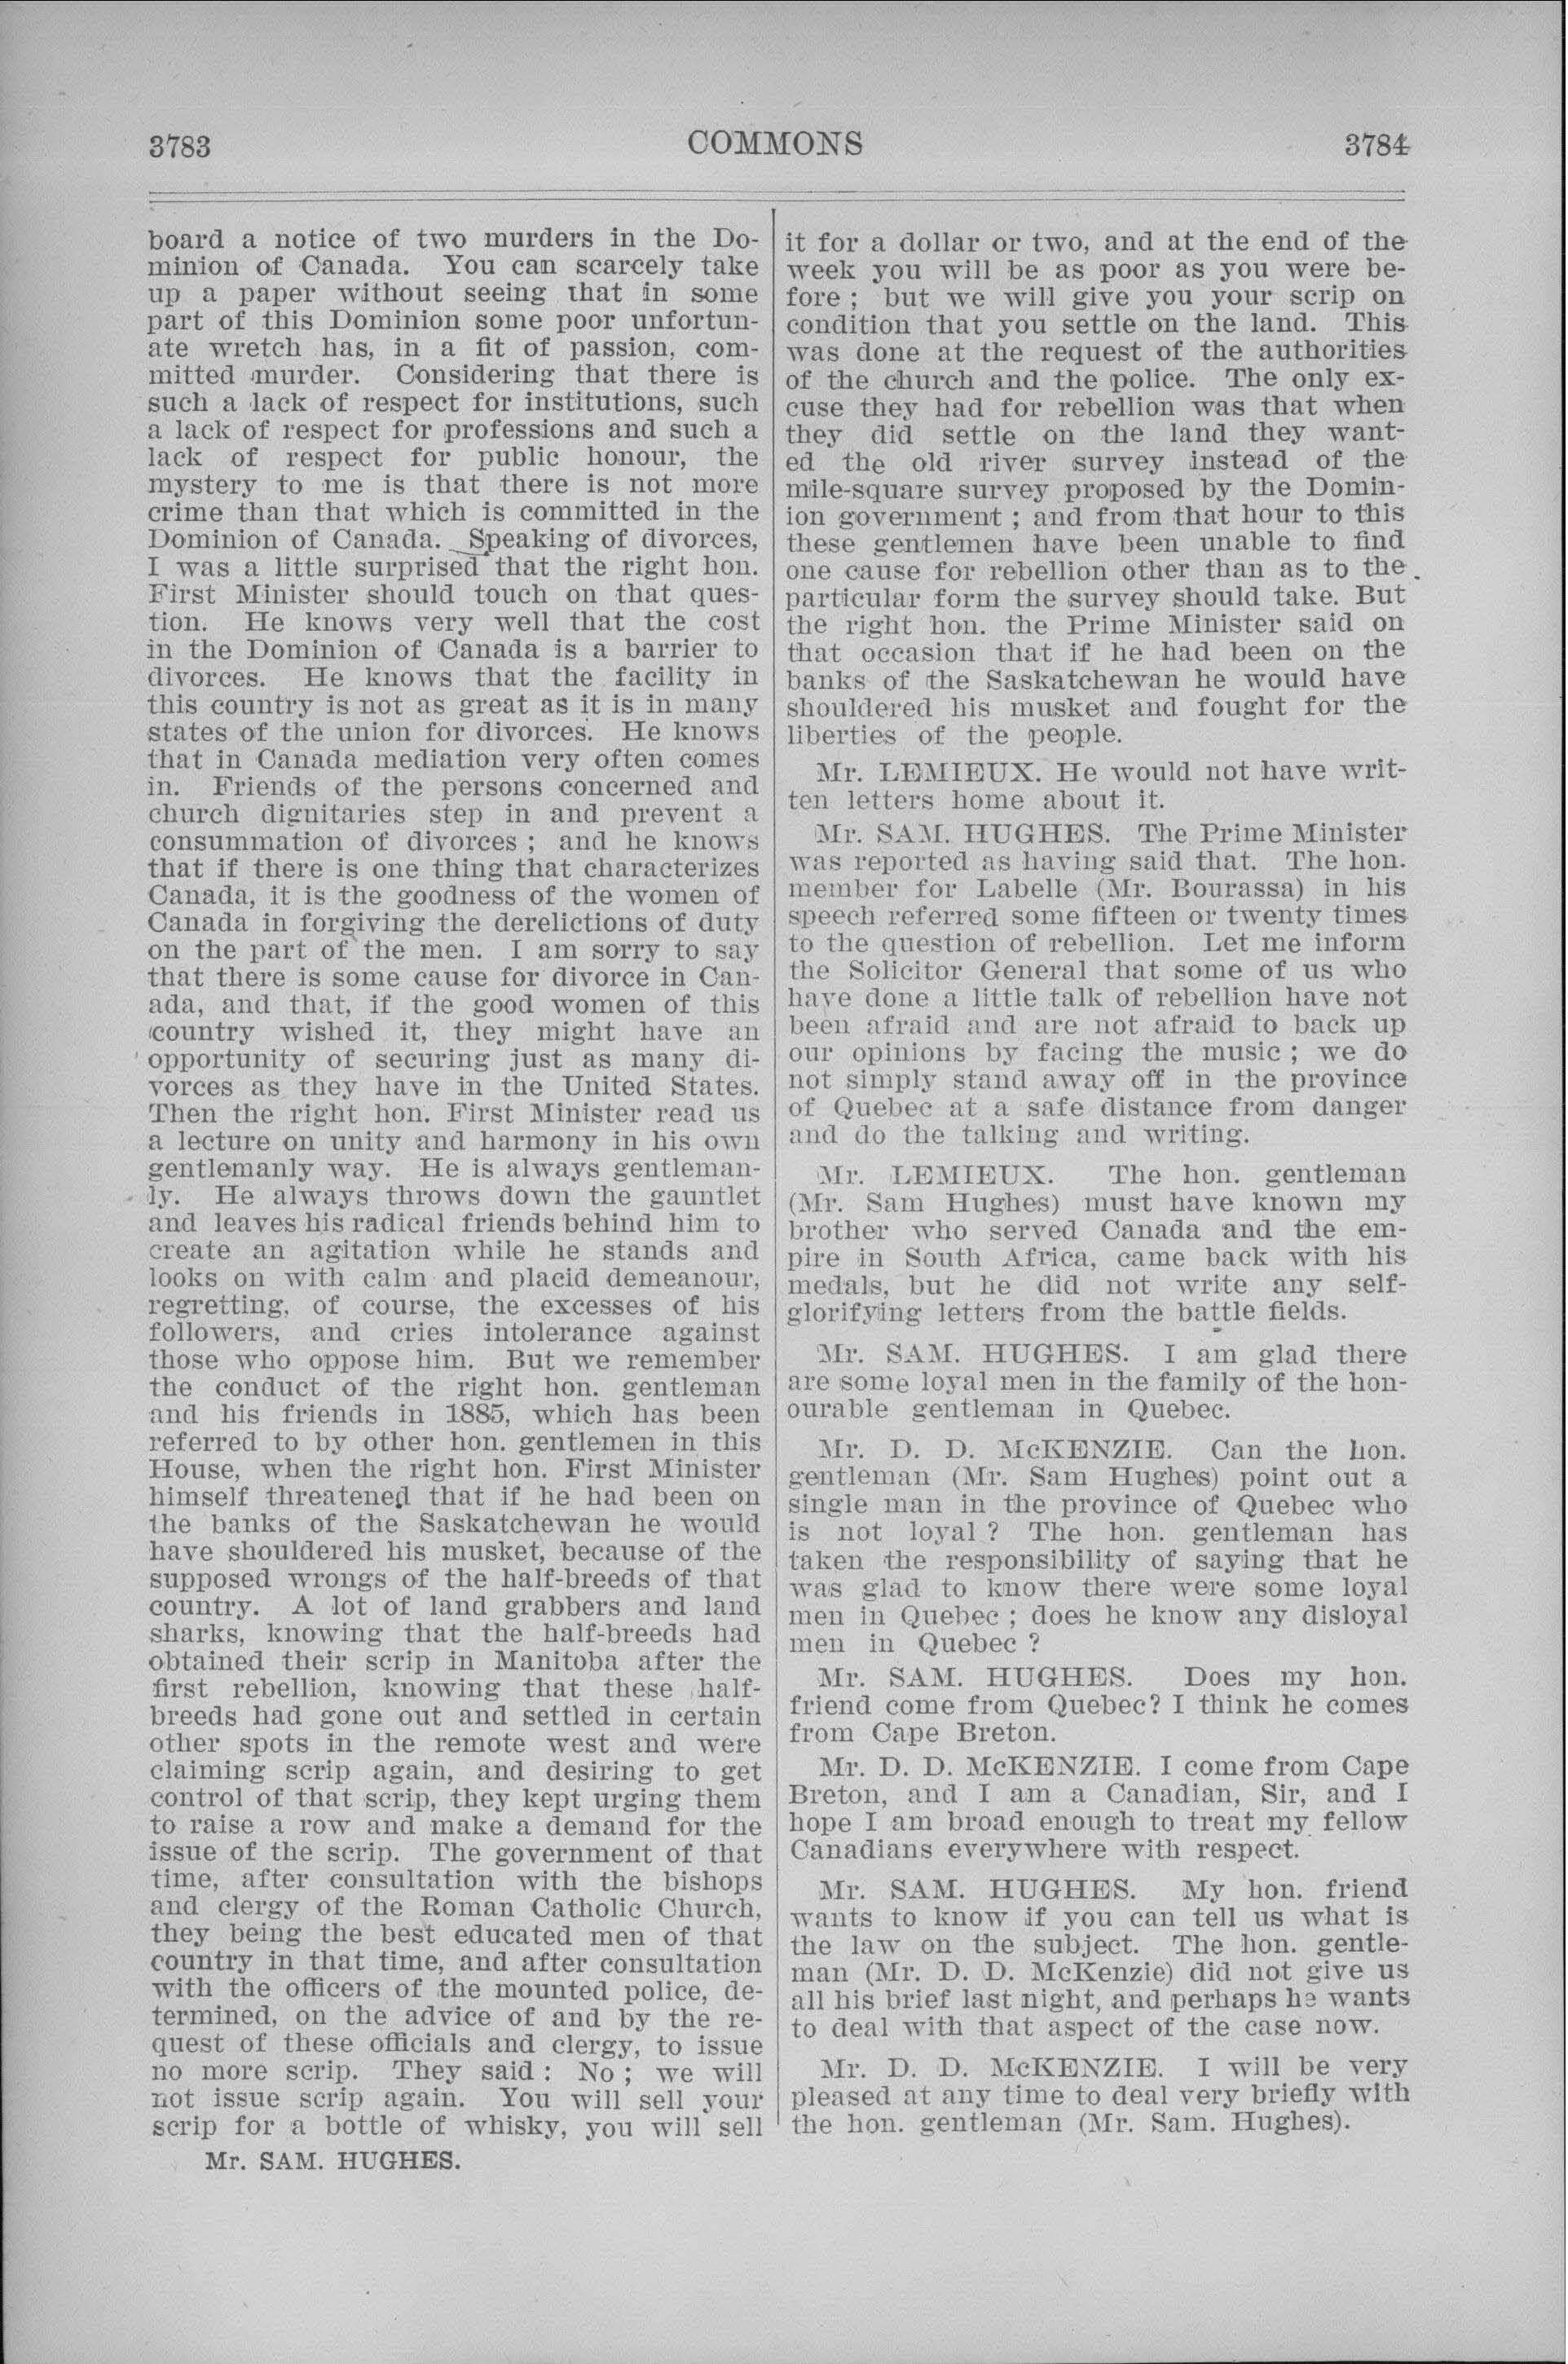 3783
COMMONS
3784
board a notice of two murders in the Do-
minion of Canada. You can scarcely take
up a paper without seeing that in some
part of this Dominion some poor unfortun-
ate wretch has, in a fit of passion, com-
mitted murder. Considering that there is
such a lack of respect for institutions, such
a lack of respect for professions and such a
lack of respect for public honour, the
mystery to me is that there is not more
crime than that which is committed in the
Dominion of Canada. Speaking of divorces,
I was a little surprised that the right hon.
First Minister should touch on that ques-
tion. He knows very well that the cost
in the Dominion of Canada is a barrier to
divorces. He knows that the facility in
this country is not as great as it is in many
states of the union for divorces. He knows
that in Canada mediation very often comes
in. Friends of the persons concerned and
church dignitaries step in and prevent a
consummation of divorces ; and he knows
that if there is one thing that characterizes
Canada, it is the goodness of the women of
Canada in forgiving the derelictions of duty
on the part of the men. I am sorry to say
that there is some cause for divorce in Can-
ada, and that, if the good women of this
country wished it, they might have an
opportunity of securing just as many di-
vorces as they have in the United States.
Then the right hon. First Minister read us
a lecture on unity and harmony in his own
gentlemanly way. He is always gentleman-
ly. He always throws down the gauntlet
and leaves his radical friends behind him to
create an agitation while he stands and
looks on with calm and placid demeanour,
regretting, of course, the excesses of his
followers, and cries intolerance against
those who oppose him. But we remember
the conduct of the right hon. gentleman
and his friends in 1885, which has been
referred to by other hon. gentlemen in this
House, when the right hon. First Minister
himself threatened that if he had been on
the banks of the Saskatchewan he would
have shouldered his musket, because of the
supposed wrongs of the half-breeds of that
country. A lot of land grabbers and land
sharks, knowing that the half-breeds had
obtained their scrip in Manitoba after the
first rebellion, knowing that these half-
breeds had gone out and settled in certain
other spots in the remote west and were
claiming scrip again, and desiring to get
control of that scrip, they kept urging them
to raise a row and make a demand for the
issue of the scrip. The government of that
time, after consultation with the bishops
and clergy of the Roman Catholic Church,
they being the best educated men of that
country in that time, and after consultation
with the officers of the mounted police, de-
termined, on the advice of and by the re-
quest of these officials and clergy, to issue
no more scrip. They said : No ; we will
not issue scrip again. You will sell your
scrip for a bottle of whisky, you will sell
Mr. SAM. HUGHES.
it for a dollar or two, and at the end of the
week you will be as poor as you were be-
fore ; but we will give you your scrip on
condition that you settle on the land. This
was done at the request of the authorities
of the church and the police. The only ex-
cuse they had for rebellion was that when
they did settle on the land they want-
ed the old river survey instead of the
mile-square survey proposed by the Domin-
ion government ; and from that hour to this
these gentlemen have been unable to find
one cause for rebellion other than as to the
particular form the survey should take. But
the right hon. the Prime Minister said on
that occasion that if he had been on the
banks of the Saskatchewan he would have
shouldered his musket and fought for the
liberties of the people.
Mr. LEMIEUX. He would not have writ-
ten letters home about it.
Mr. SAM. HUGHES. The Prime Minister
was reported as having said that. The hon.
member for Labelle (Mr. Bourassa) in his
speech referred some fifteen or twenty times
to the question of rebellion. Let me inform
the Solicitor General that some of us who
have done a little talk of rebellion have not
been afraid and are not afraid to back up
our opinions by facing the music ; we do
not simply stand away off in the province
of Quebec at a safe distance from danger
and do the talking and writing.
Mr. LEMIEUX. The hon. gentleman
(Mr. Sam Hughes) must have known my
brother who served Canada and the em-
pire in South Africa, came back with his
medals, but he did not write any self-
glorifying letters from the battle fields.
Mr. SAM. HUGHES. I am glad there
are some loyal men in the family of the hon-
ourable gentleman in Quebec.
Mr. D. D. McKENZIE. Can the hon.
gentleman (Mr. Sam Hughes) point out a
single man in the province of Quebec who
is not loyal ? The hon. gentleman has
taken the responsibility of saying that he
was glad to know there were some loyal
men in Quebec ; does he know any disloyal
men in Quebec ?
Mr. SAM. HUGHES. Does my hon.
friend come from Quebec? I think he comes
from Cape Breton.
Mr. D. D. McKENZIE. I come from Cape
Breton, and I am a Canadian, Sir, and I
hope I am broad enough to treat my fellow
Canadians everywhere with respect.
Mr. SAM. HUGHES. My hon. friend
wants to know if you can tell us what is
the law on the subject. The hon. gentle-
man (Mr. D. D. McKenzie) did not give us
all his brief last night, and perhaps he wants
to deal with that aspect of the case now.
Mr. D. D. McKENZIE. I will be very
pleased at any time to deal very briefly with
the hon. gentleman (Mr. Sam. Hughes).